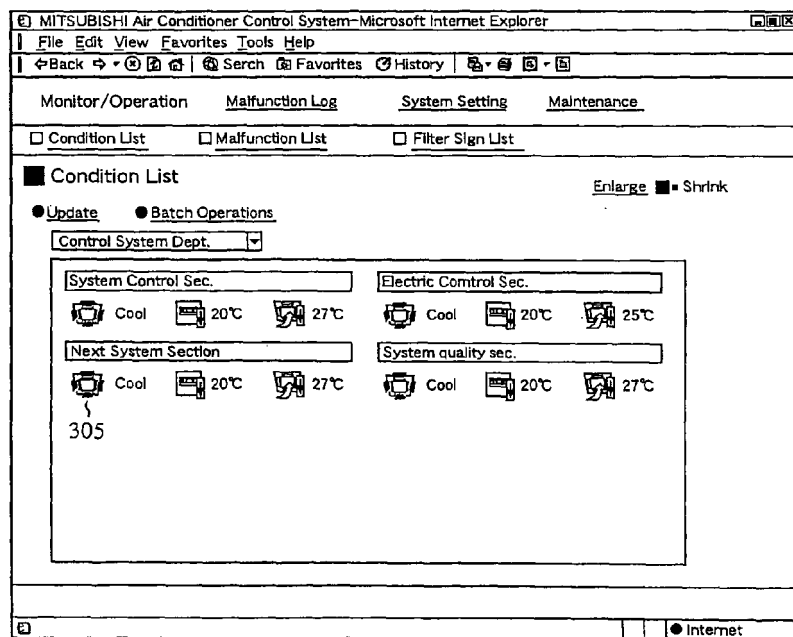 MITSUBISHI Air Conditioner Control System-Microsoft Internet Explorer
File Edit View Favorites Tools Help
Back Serch Favorites History
Monitor/Operation Malfunction Log System Setting Maintenance
Condition List Malfunction List Filter Sign List
Condition List
Enlarge Shrink
Update Batch Operations
Control System Dept.
System Control Sec. Electric Comtrol Sec.
Cool 20℃ 27℃ Cool 20℃ 25℃
Next System Section System quality sec.
Cool 20℃ 27℃ Cool 20℃ 27℃
305
Internet